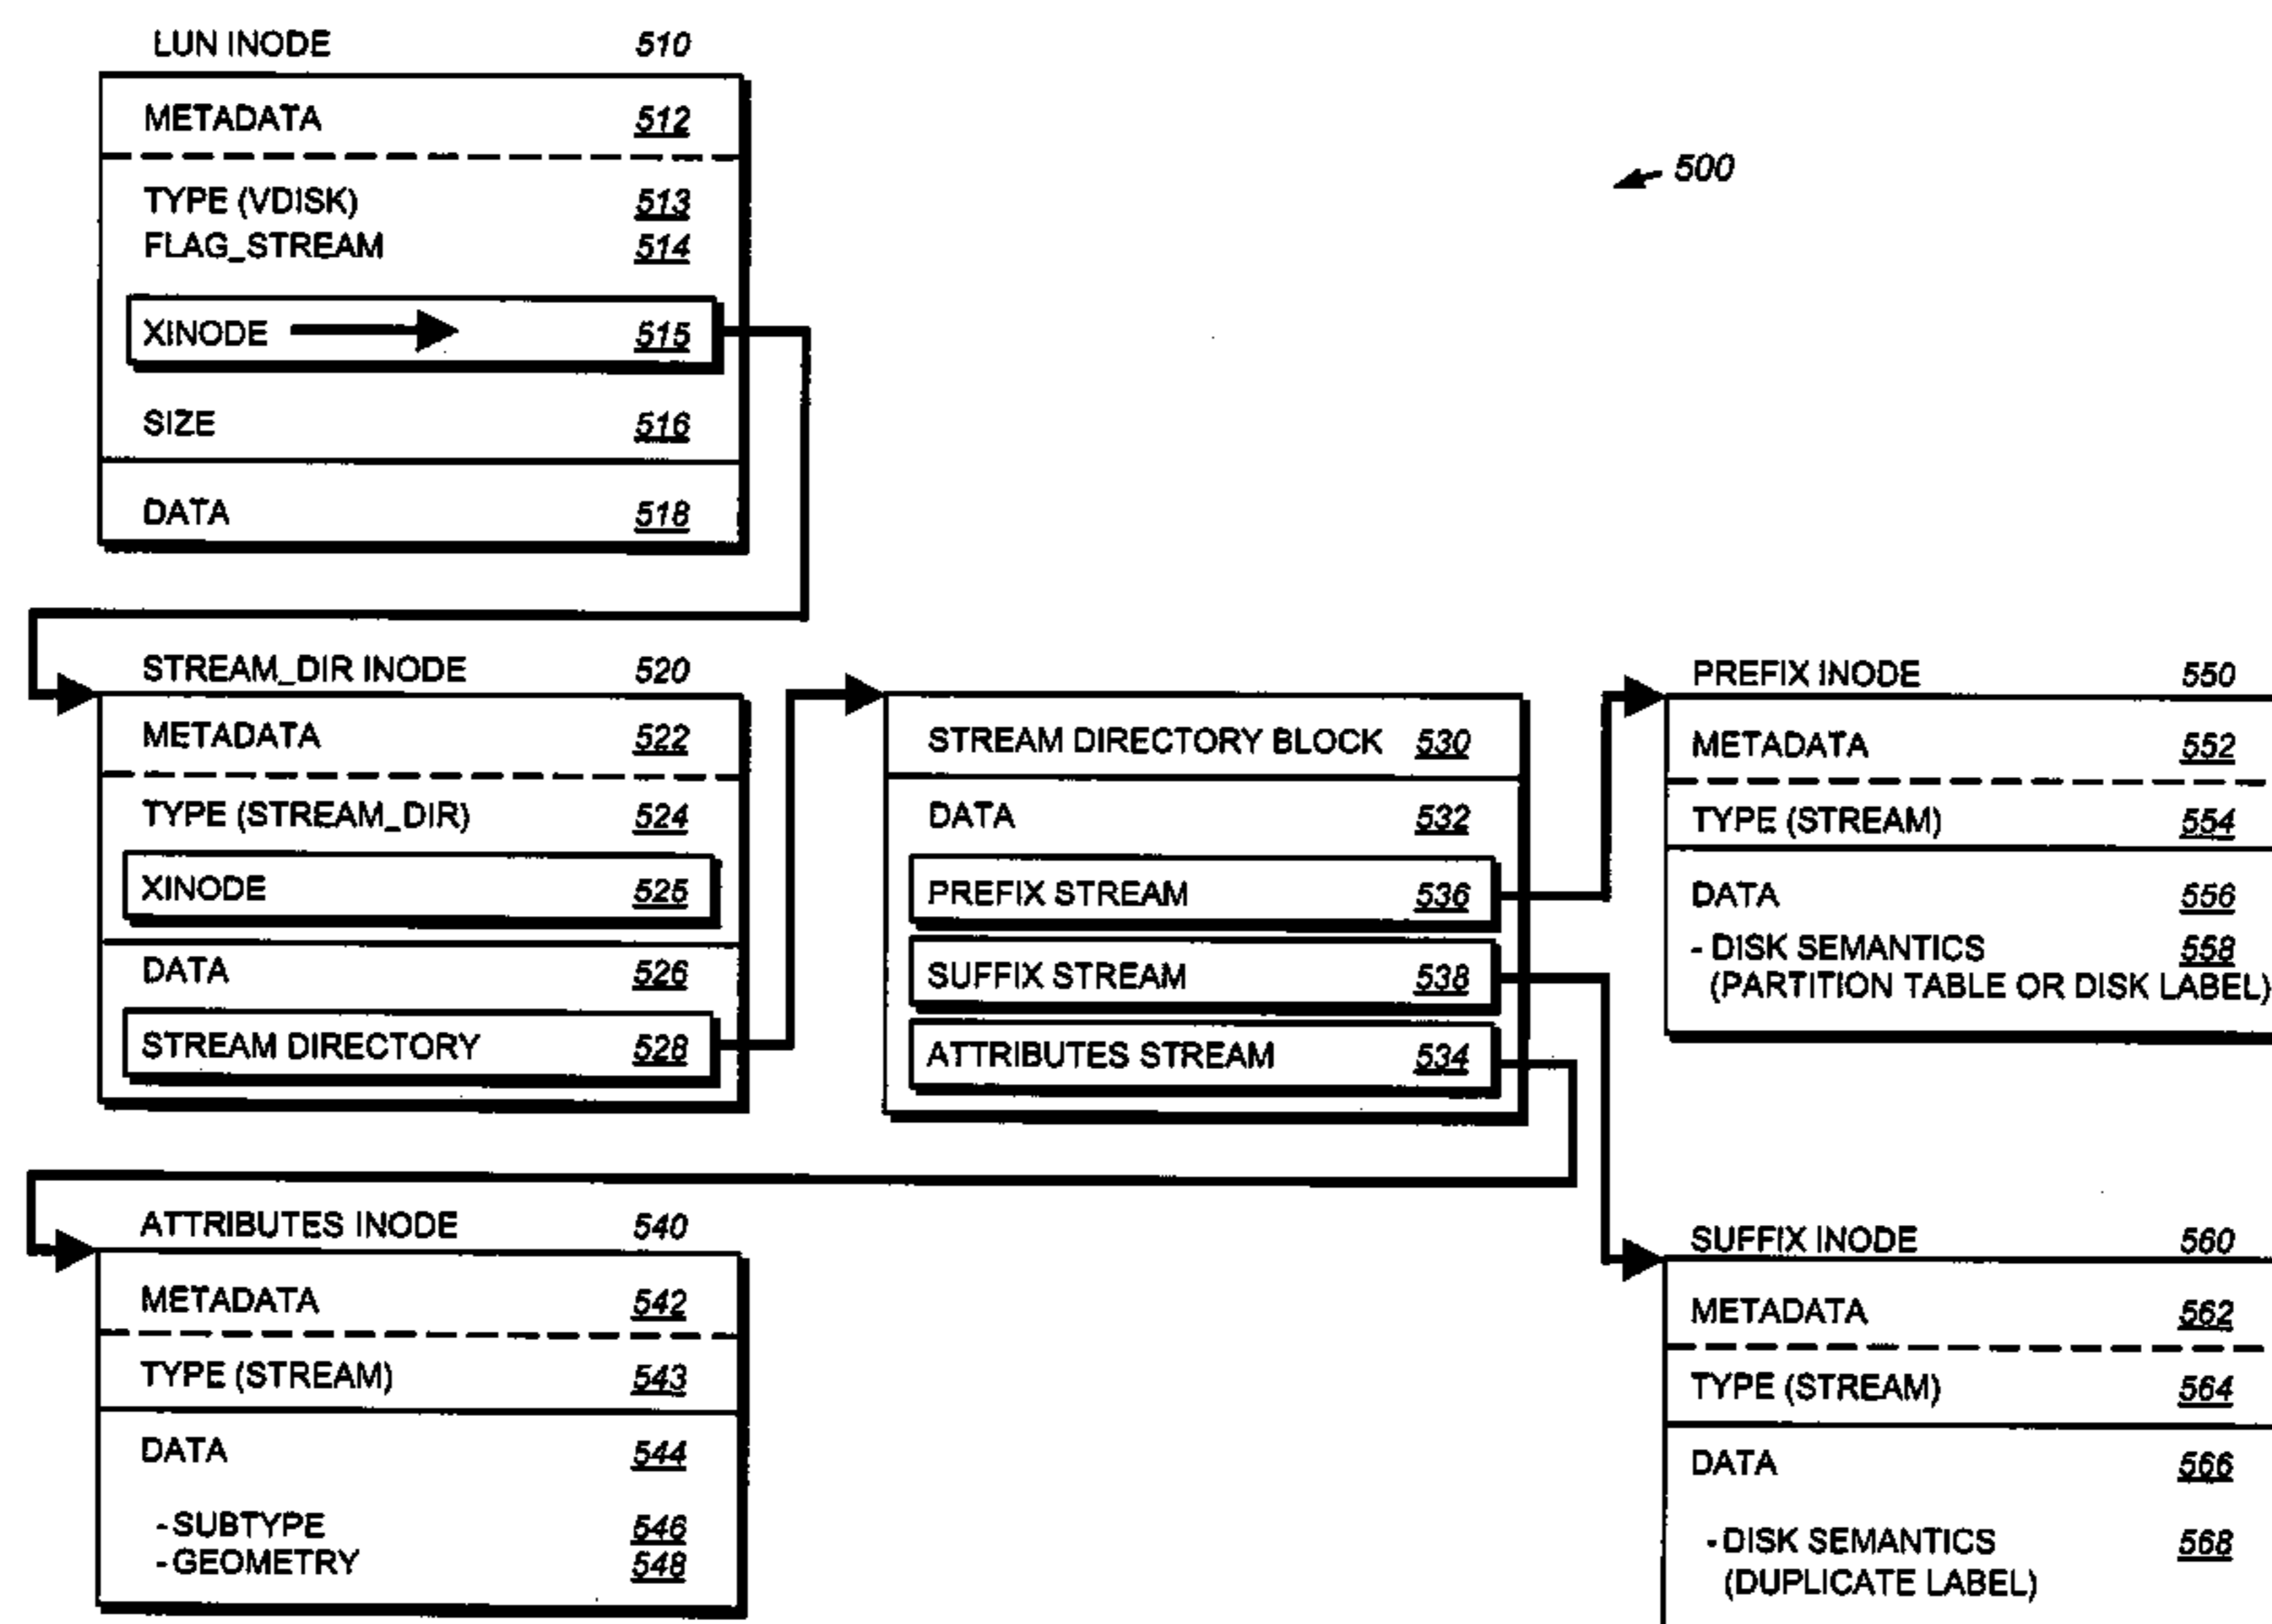 LUN INODE 510
METADATA 512
TYPE (VDISK) 513
FLAG_STREAM 514
XINODE 515
SIZE 516
DATA 518
500
STREAM_DIR INODE 520
METADATA 522
TYPE (STREAM_DIR) 524
XINODE 525
DATA 526
STREAM DIRECTORY 528
STREAM DIRECTORY BLOCK 530
DATA 532
PREFIX STREAM 536
SUFFIX STREAM 538
ATTRIBUTES STREAM 534
PREFIX INODE 550
METADATA 552
TYPE (STREAM) 554
DATA 556
- DISK SEMANTICS 558
(PARTITION TABLE OR DISK LABEL)
ATTRIBUTES INODE 540
METADATA 542
TYPE (STREAM) 543
DATA 544
- SUBTYPE 546
- GEOMETRY 548
SUFFIX INODE 560
METADATA 562
TYPE (STREAM) 564
DATA 566
- DISK SEMANTICS 568
(DUPLICATE LABEL)